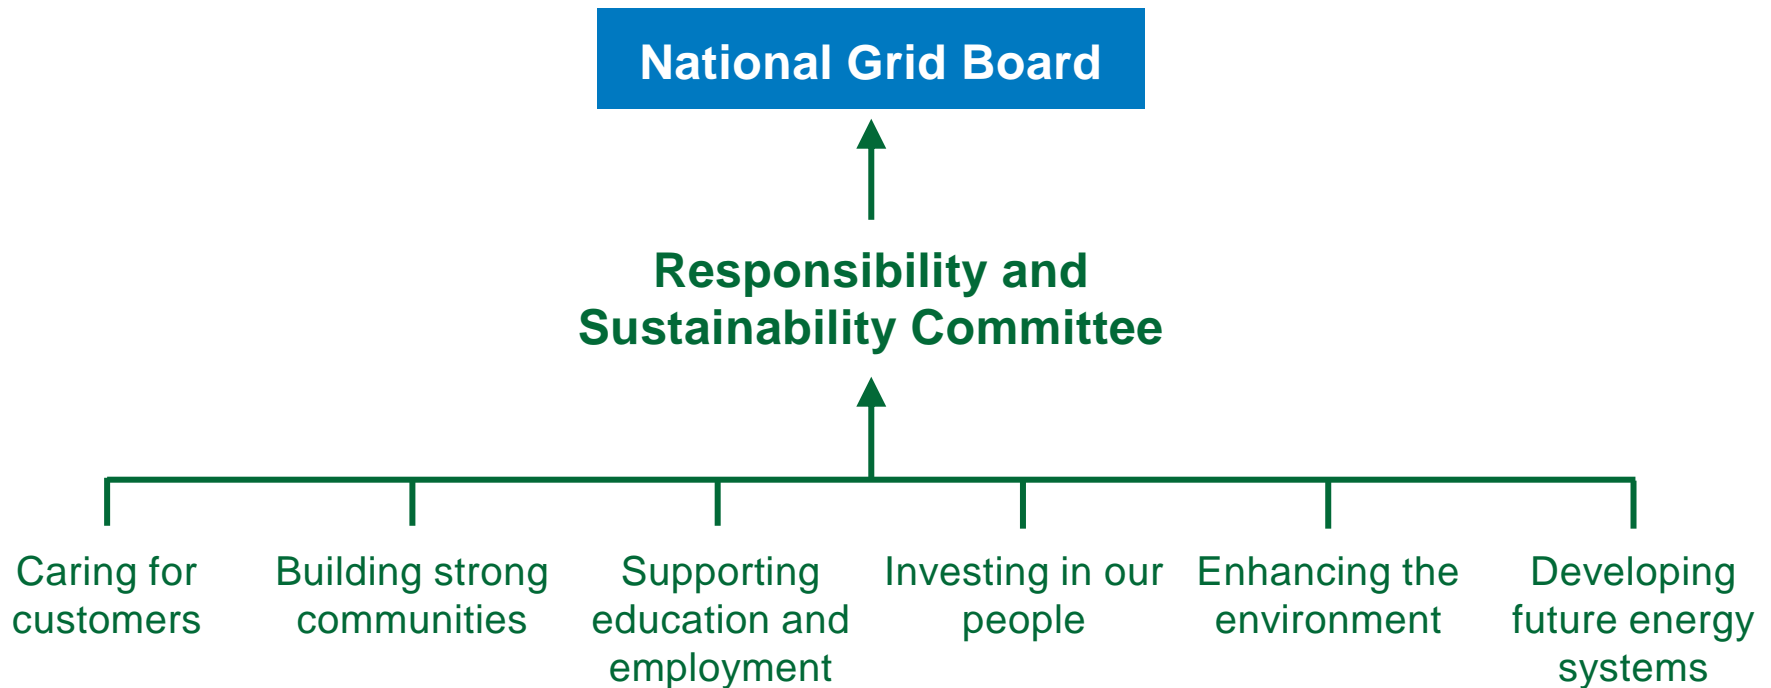 National Grid Board
Responsibility and
Sustainability Committee
Caring for
customers
Building strong
communities
Supporting
education and
employment
Investing in our
people
Enhancing the
environment
Developing
future energy
systems